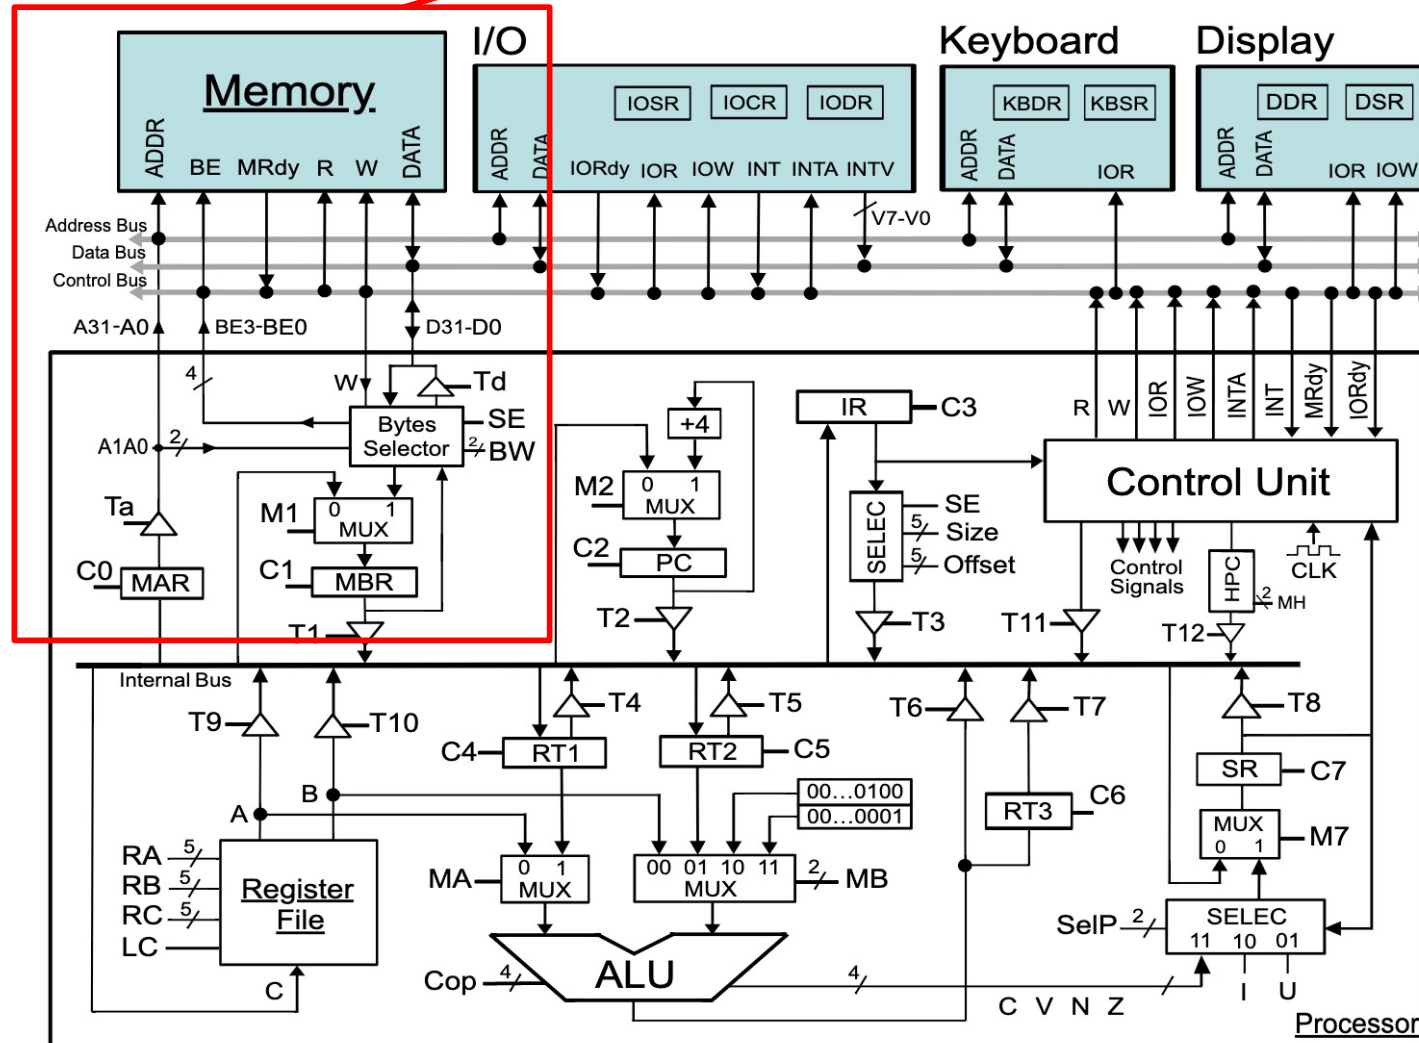 I/O
Keyboard
Display
Memory
IOSR
IOCR
IODR
KBDR
KBSR
DDR
DSR
ADDR
BE
MRdy
R
W
DATA
ADDR
DATA
IORdy
IOR
IOW
INT
INTA
INTV
ADDR
DATA
IOR
ADDR
DATA
IOR
IOW
V7-V0
Address Bus
Data Bus
Control Bus
A31-A0
BE3-BE0
D31-D0
4
W
Td
SE
2
BW
Bytes
Selector
A1A0
2
Ta
M1
0 1
MUX
C0
MAR
C1
MBR
T1
+4
M2
0 1
MUX
C2
PC
T2
IR
C3
SELEC
SE
5
Size
5
Offset
T3
R
W
IOR
IOW
INTA
INT
MRdy
IORdy
Control Unit
Control
Signals
HPC
2
MH
CLK
T11
T12
Internal Bus
T9
T10
T4
T5
T6
T7
T8
C4
RT1
RT2
C5
RT3
C6
SR
C7
00...0100
00...0001
A
B
MUX
0 1
M7
RA
5
RB
5
RC
5
LC
Register
File
C
MA
0 1
MUX
00 01 10 11
MUX
2
MB
SelP
2
SELEC
11 10 01
I
U
Cop
4
ALU
4
C V N Z
Processor